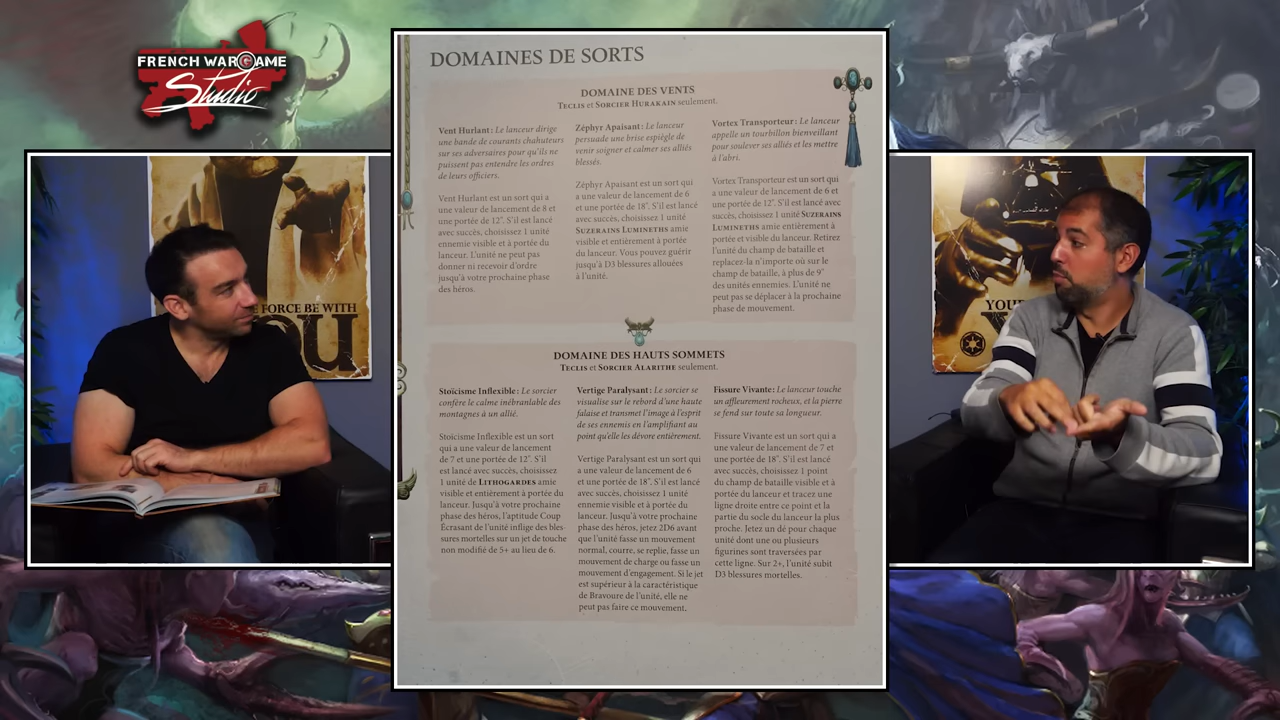 FRENCH WARGAME
Studio
DOMAINES DE SORTS
DOMAINE DES VENTS
TECLIS et SORCIER HURAKAIN seulement.
Vent Hurlant : Le lanceur dirige
une bande de courants chahuteurs
sur ses adversaires pour qu'ils ne
puissent pas entendre les ordres
de leurs officiers.
Vent Hurlant est un sort qui a
une valeur de lancement de 8 et
une portée de 12". S'il est lancé
avec succès, choisissez 1 unité
ennemie visible et à portée du
lanceur. L'unité ne peut pas
donner ni recevoir d'ordre
jusqu'à votre prochaine phase
des héros.
Zéphyr Apaisant : Le lanceur
persuade une brise espiègle de
venir soigner et calmer ses alliés
blessés.
Zéphyr Apaisant est un sort qui
a une valeur de lancement de 6
et une portée de 18". S'il est lancé
avec succès, choisissez 1 unité
SUZERAINS LUMINETHS amie
visible et entièrement à portée
du lanceur. Vous pouvez guérir
jusqu'à D3 blessures allouées
à l'unité.
Vortex Transporteur : Le lanceur
appelle un tourbillon bienveillant
pour soulever ses alliés et les mettre
à l'abri.
Vortex Transporteur est un sort qui
a une valeur de lancement de 6 et
une portée de 12". S'il est lancé avec
succès, choisissez 1 unité SUZERAINS
LUMINETHS amie entièrement à
portée et visible du lanceur. Retirez
l'unité du champ de bataille et
replacez-la n'importe où sur le
champ de bataille, à plus de 9"
des unités ennemies. L'unité ne
peut pas se déplacer à la prochaine
phase de mouvement.
DOMAINE DES HAUTS SOMMETS
TECLIS et SORCIER ALARITHE seulement.
Stoïcisme Inflexible : Le sorcier
confère le calme inébranlable des
montagnes à un allié.
Stoïcisme Inflexible est un sort
qui a une valeur de lancement
de 7 et une portée de 12". S'il
est lancé avec succès, choisissez
1 unité de LITHOGARDES amie
visible et entièrement à portée du
lanceur. Jusqu'à votre prochaine
phase des héros, l'aptitude Coup
Écrasant de l'unité inflige des bles-
sures mortelles sur un jet de touche
non modifié de 5+ au lieu de 6.
Vertige Paralysant : Le sorcier se
visualise sur le rebord d'une haute
falaise et transmet l'image à l'esprit
de ses ennemis en l'amplifiant au
point qu'elle les dévore entièrement.
Vertige Paralysant est un sort qui
a une valeur de lancement de 6
et une portée de 18". S'il est lancé
avec succès, choisissez 1 unité
ennemie visible et à portée du
lanceur. Jusqu'à votre prochaine
phase des héros, jetez 2D6 avant
que l'unité fasse un mouvement
normal, courre, se replie, fasse un
mouvement de charge ou fasse un
mouvement d'engagement. Si le jet
est supérieur à la caractéristique
de Bravoure de l'unité, elle ne
peut pas faire ce mouvement.
Fissure Vivante : Le lanceur touche
un affleurement rocheux, et la pierre
se fend sur toute sa longueur.
Fissure Vivante est un sort qui a
une valeur de lancement de 7 et
une portée de 18". S'il est lancé
avec succès, choisissez 1 point
du champ de bataille visible et à
portée du lanceur et tracez une
ligne droite entre ce point et la
partie du socle du lanceur la plus
proche. Jetez un dé pour chaque
unité dont une ou plusieurs
figurines sont traversées par
cette ligne. Sur 2+, l'unité subit
D3 blessures mortelles.
E FORCE BE WITH
OU
YOUR